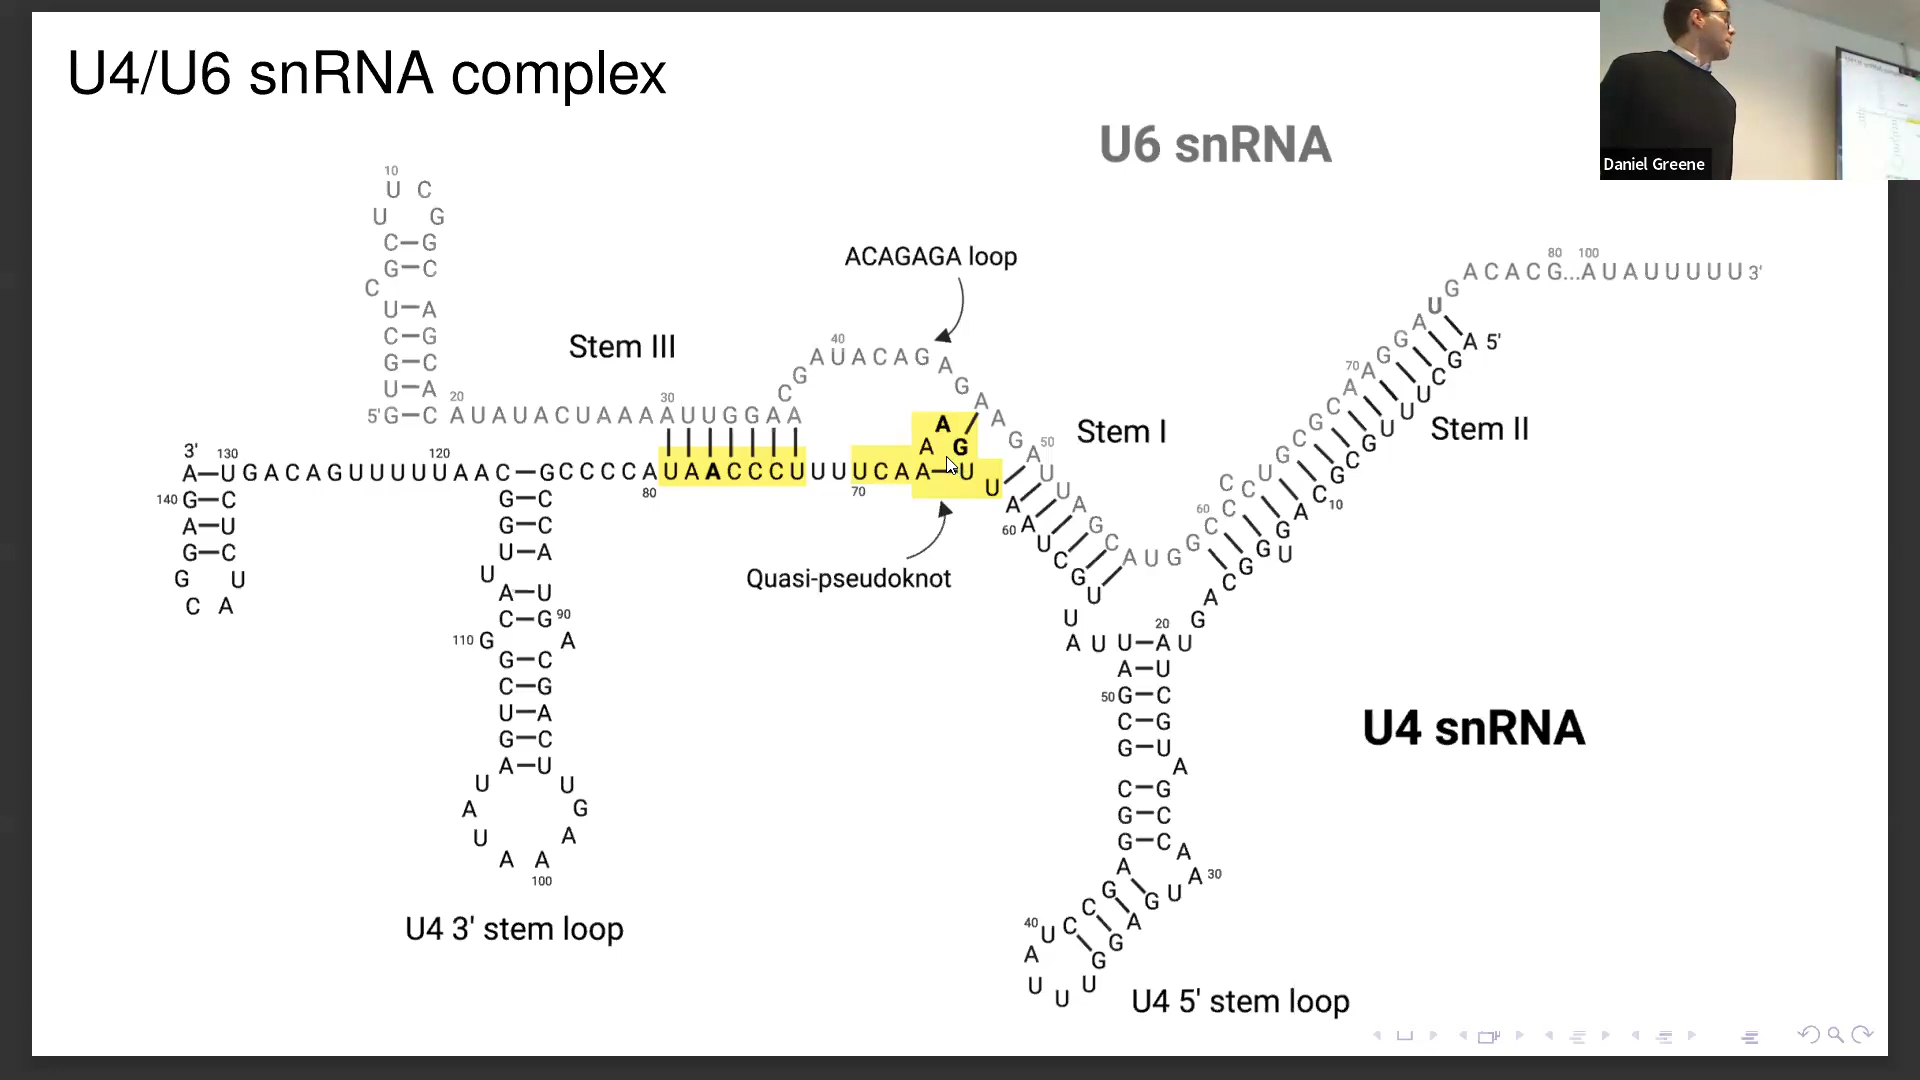 U4/U6 snRNA complex
U6 snRNA
Daniel Greene
10
U C
U G
C G
G C
C
U A
C G
G C
U A
5' G C A U A U A C U A A A A U U G G A A
20
30
C
G
A U A C A G A G A A G A U U A G C A U G G C C C C U G C G C A A G G A U G A C A C G...A U A U U U U U 3'
40
50
60
70
80 100
ACAGAGA loop
Stem III
Stem I
Stem II
A 5'
G C U U U G C G C A
10
G U G G C A G U A
20
3'
130
120
A U G A C A G U U U U U A A C G C C C C A U A A C C C U U U U C A A U
80
70
A A G
U
A
60 A
U
C
G
U
U
A U U
Quasi-pseudoknot
140 G C
A U
G C
G U
C A
G C
G C
U A
U
A U
C G 90
110 G A
G C
C G
U A
G C
A U
U U
A G
U A
A A
100
U4 3' stem loop
A U
50 G C
C G
G U
A
C G
G C
G C
A A
A 30
G G U
C A
C G
40 U G
A
U U U
U4 5' stem loop
U4 snRNA